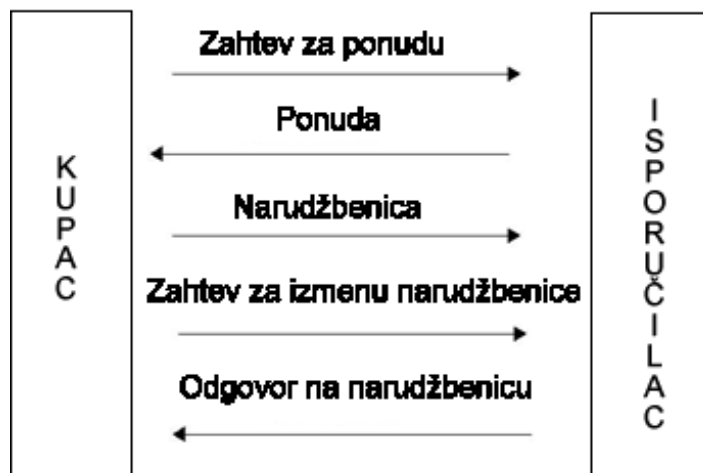 KUPAC
Zahtev za ponudu
Ponuda
Narudžbenica
Zahtev za izmenu narudžbenice
Odgovor na narudžbenicu
ISPORUČILAC